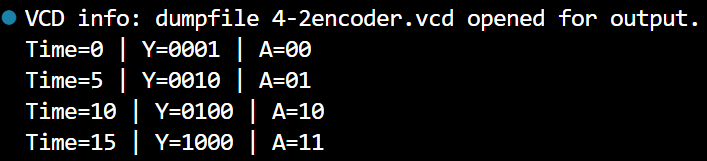 VCD info: dumpfile 4-2encoder.vcd opened for output.
Time=0 | Y=0001 | A=00
Time=5 | Y=0010 | A=01
Time=10 | Y=0100 | A=10
Time=15 | Y=1000 | A=11